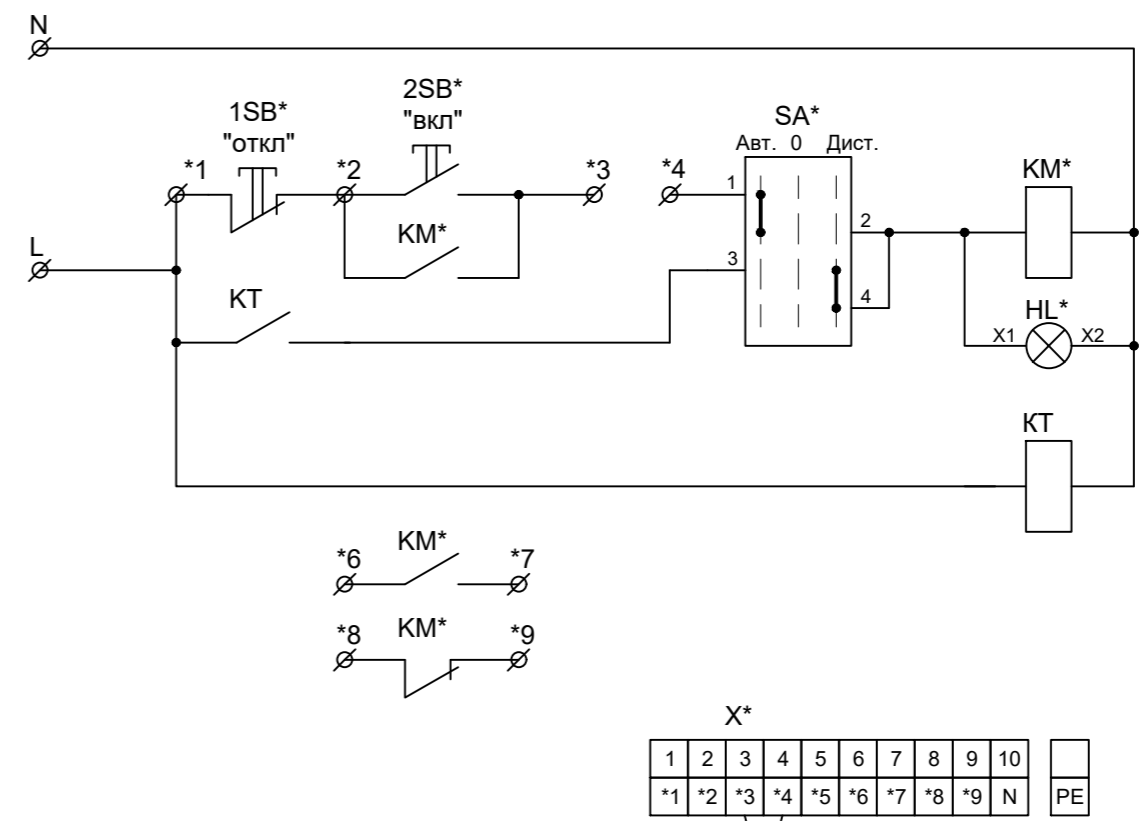 N
2SB*
"вкл"
1SB*
"откл"
SA*
Авт. 0 Дист.
*1
*2
*3
*4
1
KM*
KM*
2
L
3
KT
4
HL*
X1
X2
KT
*6
KM*
*7
*8
KM*
*9
X*
1 2 3 4 5 6 7 8 9 10
*1 *2 *3 *4 *5 *6 *7 *8 *9 N PE